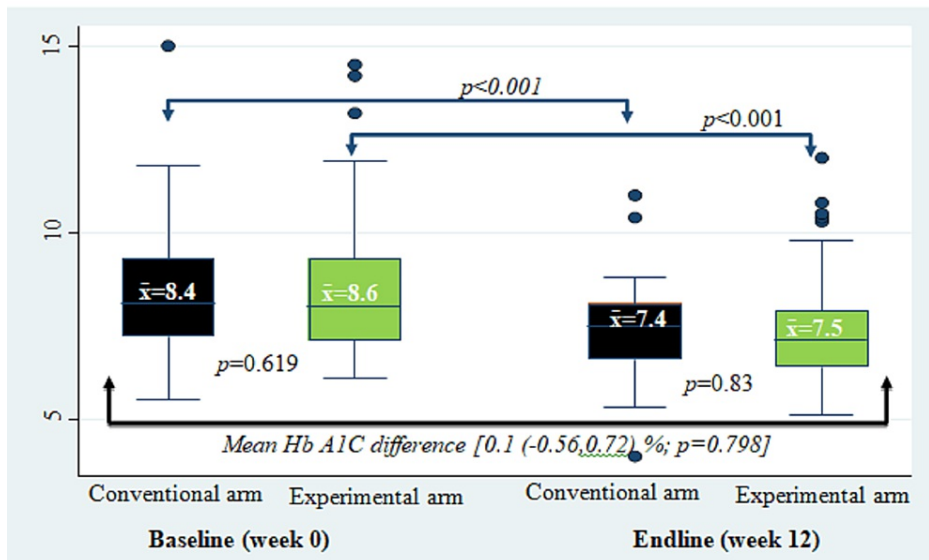 15
p<0.001
p<0.001
10
x̄=8.4
x̄=8.6
x̄=7.4
x̄=7.5
p=0.619
p=0.83
5
Mean Hb A1C difference [0.1 (-0.56,0.72) %; p=0.798]
Conventional arm Experimental arm Conventional arm Experimental arm
Baseline (week 0) Endline (week 12)